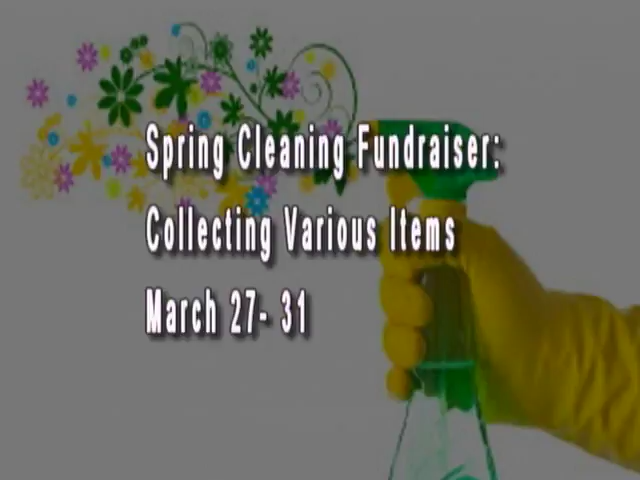 Spring Cleaning Fundraiser:
Collecting Various Items
March 27- 31